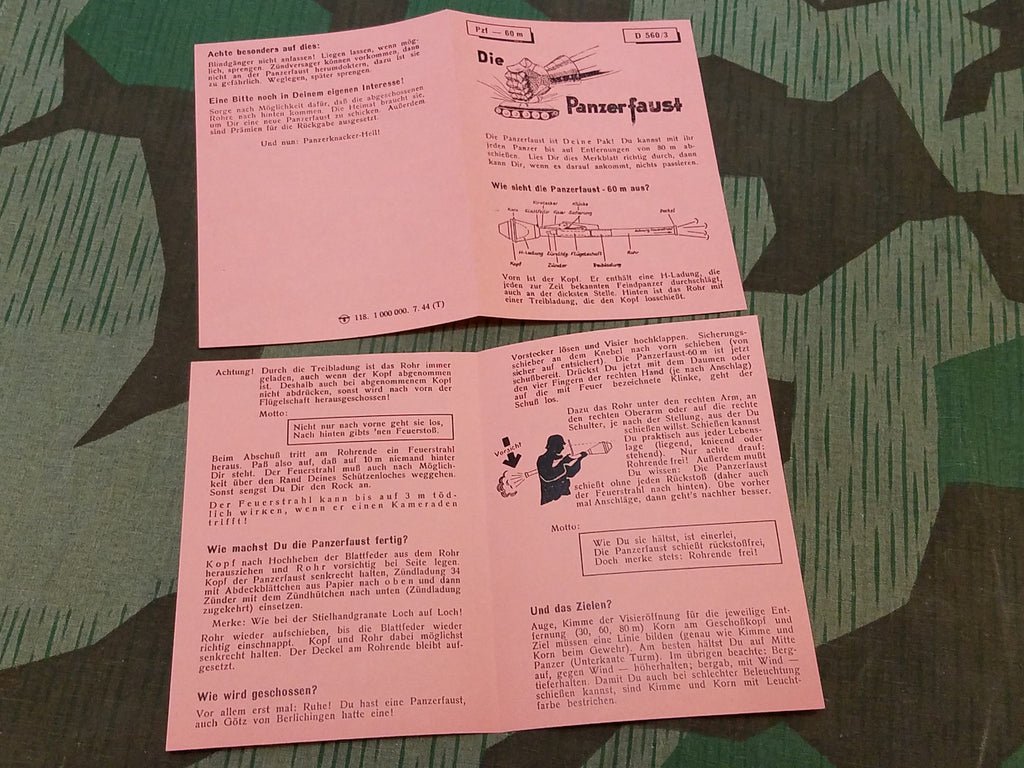 Achte besonders auf dies:
Blindgänger nicht anlassen! Liegen lassen, wenn mög-
lich, sprengen. Zündversager können vorkommen, dann
nicht an der Panzerfaust herumdoktern, dazu ist sie
zu gefährlich. Weglegen, später sprengen.
Eine Bitte noch in Deinem eigenen Interesse!
Sorge nach Möglichkeit dafür, daß die abgeschossenen
Rohre nach hinten kommen. Die Heimat braucht sie,
um Dir eine neue Panzerfaust zu schicken. Außerdem
sind Prämien für die Rückgabe ausgesetzt.
Und nun: Panzerknacker-Heil!
118. 1 000 000. 7. 44 (T)
Pzf — 60 m
D 560/3
Die
Panzerfaust
Die Panzerfaust ist Deine Pak! Du kannst mit ihr
jeden Panzer bis auf Entfernungen von 80 m ab-
schießen. Lies Dir dies Merkblatt richtig durch, dann
kann Dir, wenn es darauf ankommt, nichts passieren.
Wie sieht die Panzerfaust - 60 m aus?
Vorstecker Klinke
Korn Visier Sicherung Deckel
H-Ladung Flügelschaft Rohr
Kopf Zünder Treibladung
Vorn ist der Kopf. Er enthält eine H-Ladung, die
jeden zur Zeit bekannten Feindpanzer durchschlägt,
auch an der dicksten Stelle. Hinten ist das Rohr mit
einer Treibladung, die den Kopf losschießt.
Achtung! Durch die Treibladung ist das Rohr immer
geladen, auch wenn der Kopf abgenommen
ist. Deshalb auch bei abgenommenem Kopf
nicht abdrücken, sonst wird nach vorn der
Flügelschaft herausgeschossen!
Motto:
Nicht nur nach vorne geht sie los,
Nach hinten gibts 'nen Feuerstoß.
Beim Abschuß tritt am Rohrende ein Feuerstrahl
heraus. Paß also auf, daß auf 10 m niemand hinter
Dir steht. Der Feuerstrahl muß auch nach Möglich-
keit über den Rand Deines Schützenloches weggehen.
Sonst sengst Du Dir den Rock an.
Der Feuerstrahl kann bis auf 3 m töd-
lich wirken, wenn er einen Kameraden
trifft!
Wie machst Du die Panzerfaust fertig?
Kopf nach Hochheben der Blattfeder aus dem Rohr
herausziehen und Rohr vorsichtig bei Seite legen.
Kopf der Panzerfaust senkrecht halten, Zündladung 34
mit Abdeckblättchen aus Papier nach oben und dann
Zünder mit dem Zündhütchen nach unten (Zündladung
zugekehrt) einsetzen.
Merke: Wie bei der Stielhandgranate Loch auf Loch!
Rohr wieder aufschieben, bis die Blattfeder wieder
richtig einschnappt. Kopf und Rohr dabei möglichst
senkrecht halten. Der Deckel am Rohrende bleibt auf-
gesetzt.
Wie wird geschossen?
Vor allem erst mal: Ruhe! Du hast eine Panzerfaust,
auch Götz von Berlichingen hatte eine!
Vorstecker lösen und Visier hochklappen. Sicherungs-
schieber an dem Knebel nach vorn schieben (von
sicher auf entsichert). Die Panzerfaust-60 m ist jetzt
schußbereit. Drückst Du jetzt mit dem Daumen oder
den vier Fingern der rechten Hand (je nach Anschlag)
auf die mit Feuer bezeichnete Klinke, geht der
Schuß los.
Dazu das Rohr unter den rechten Arm, an
den rechten Oberarm oder auf die rechte
Schulter, je nach der Stellung, aus der Du
schießen willst. Schießen kannst
Du praktisch aus jeder Lebens-
lage (liegend, kniend oder
stehend). Nur achte drauf:
Rohrende frei! Außerdem mußt
Du wissen: Die Panzerfaust
schießt ohne jeden Rückstoß (daher auch
der Feuerstrahl nach hinten). Übe vorher
mal Anschläge, dann geht's nachher besser.
Vorsicht
Motto:
Wie Du sie hältst, ist einerlei,
Die Panzerfaust schießt rückstoßfrei,
Doch merke stets: Rohrende frei!
Und das Zielen?
Auge, Kimme der Visieröffnung für die jeweilige Ent-
fernung (30, 60, 80 m) Korn am Geschoßkopf und
Ziel müssen eine Linie bilden (genau wie Kimme und
Korn beim Gewehr). Am besten hältst Du auf Mitte
Panzer (Unterkante Turm). Im übrigen beachte: Berg-
auf, gegen Wind — höherhalten; bergab, mit Wind —
tieferhalten. Damit Du auch bei schlechter Beleuchtung
schießen kannst, sind Kimme und Korn mit Leucht-
farbe bestrichen.